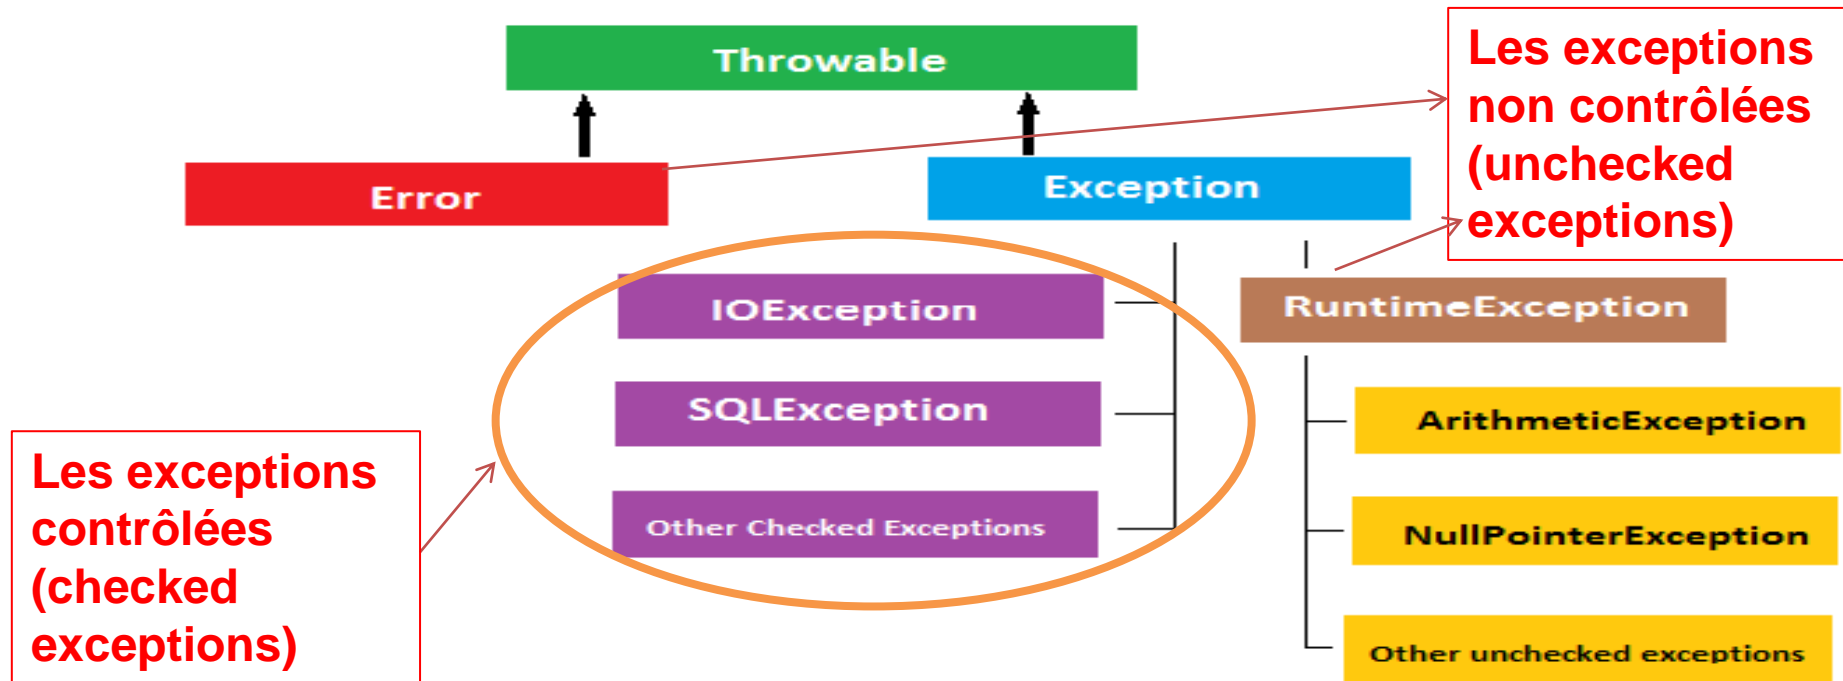 Throwable
Les exceptions
non contrôlées
(unchecked
exceptions)
Error
Exception
IOException
RuntimeException
SQLException
ArithmeticException
Les exceptions
contrôlées
(checked
exceptions)
Other Checked Exceptions
NullPointerException
Other unchecked exceptions